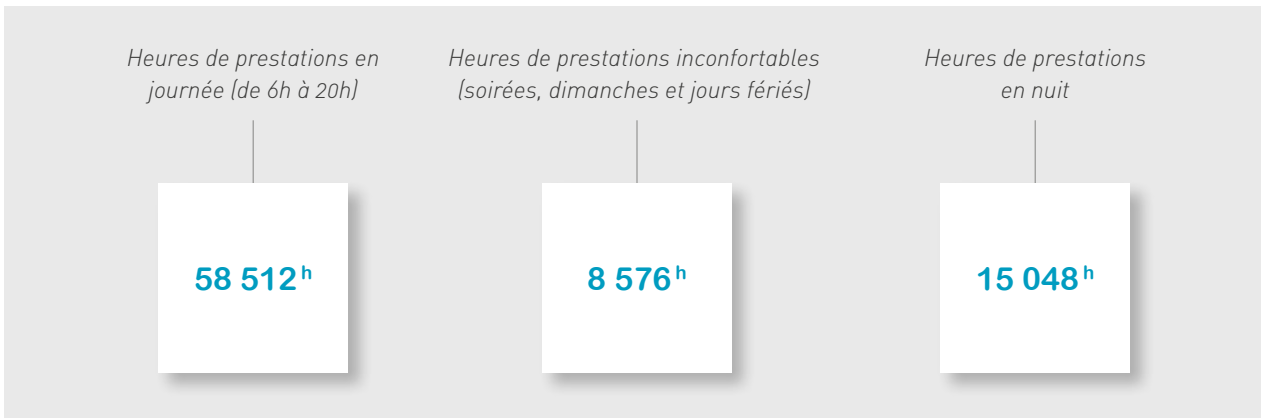 Heures de prestations en
journée (de 6h à 20h)
58 512 h
Heures de prestations inconfortables
(soirées, dimanches et jours fériés)
8 576 h
Heures de prestations
en nuit
15 048 h